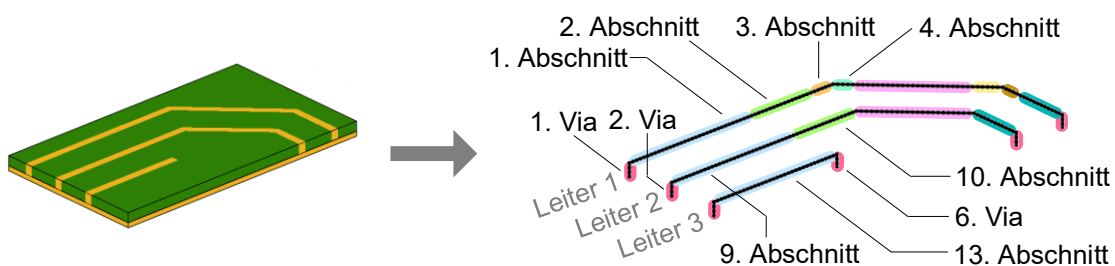 2. Abschnitt
3. Abschnitt
4. Abschnitt
1. Abschnitt
1. Via
2. Via
Leiter 1
Leiter 2
Leiter 3
10. Abschnitt
6. Via
9. Abschnitt
13. Abschnitt